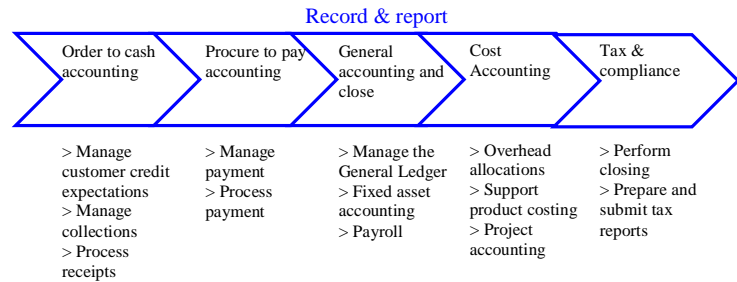 Record & report
Order to cash
accounting
Procure to pay
accounting
General
accounting and
close
Cost
Accounting
Tax &
compliance
> Manage
customer credit
expectations
> Manage
collections
> Process
receipts
> Manage
payment
> Process
payment
> Manage the
General Ledger
> Fixed asset
accounting
> Payroll
> Overhead
allocations
> Support
product costing
> Project
accounting
> Perform
closing
> Prepare and
submit tax
reports